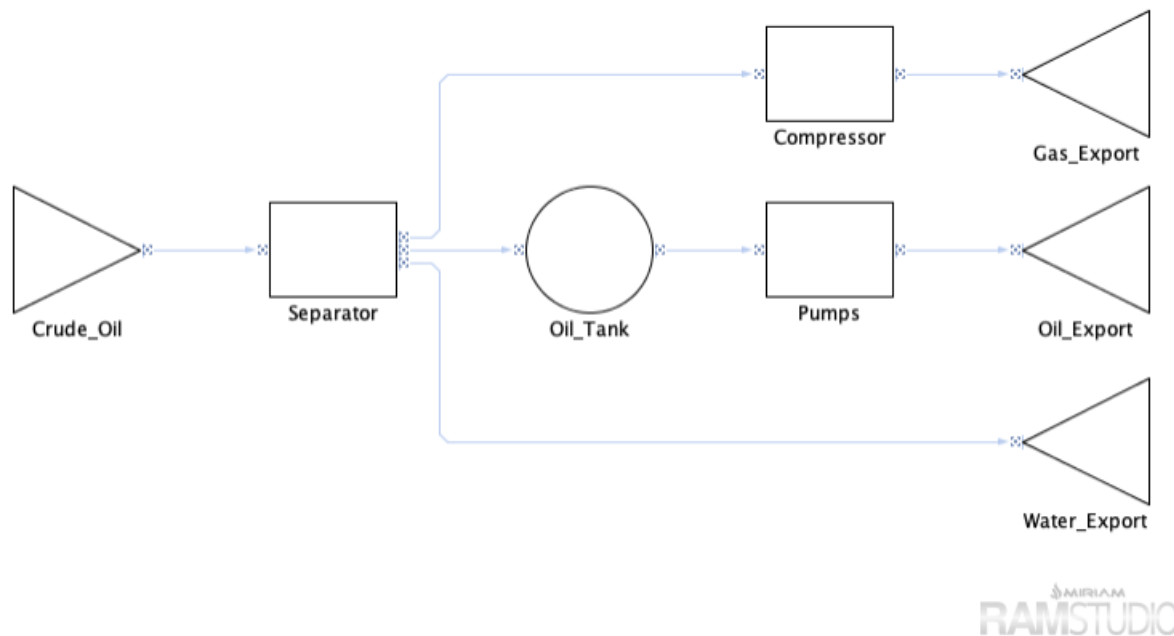 Compressor
Gas_Export
Crude_Oil
Separator
Oil_Tank
Pumps
Oil_Export
Water_Export
MIRIAM
RAMSTUDIO